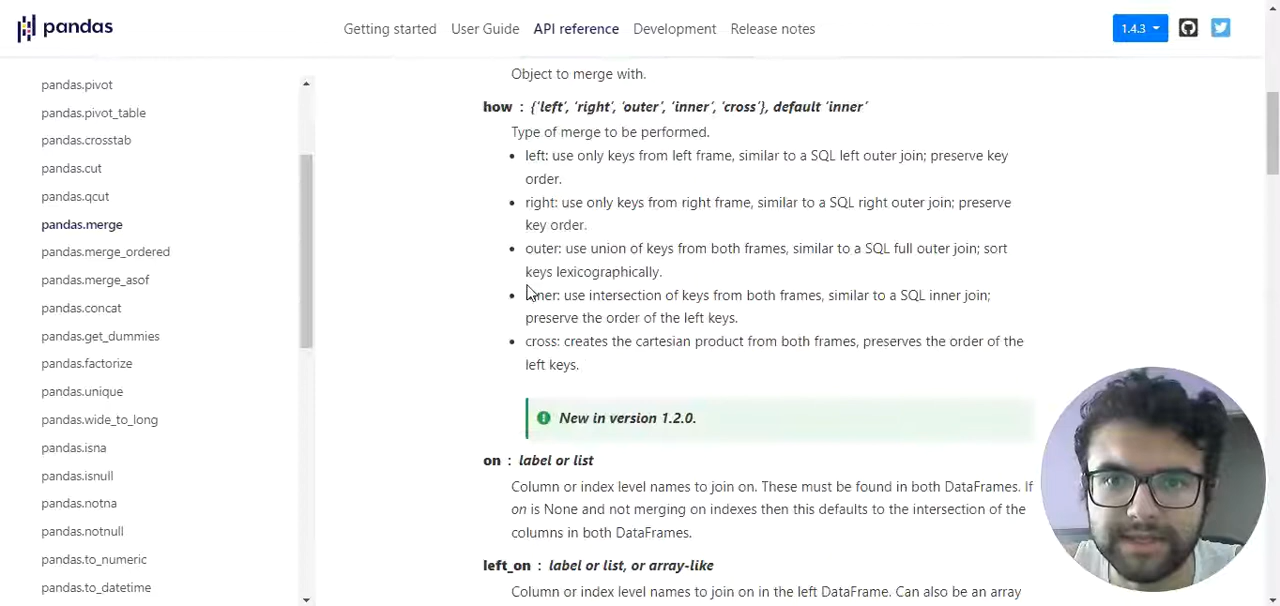 pandas
Getting started User Guide API reference Development Release notes
1.4.3
pandas.pivot
pandas.pivot_table
pandas.crosstab
pandas.cut
pandas.qcut
pandas.merge
pandas.merge_ordered
pandas.merge_asof
pandas.concat
pandas.get_dummies
pandas.factorize
pandas.unique
pandas.wide_to_long
pandas.isna
pandas.isnull
pandas.notna
pandas.notnull
pandas.to_numeric
pandas.to_datetime
Object to merge with.
how : {'left', 'right', 'outer', 'inner', 'cross'}, default 'inner'
Type of merge to be performed.
• left: use only keys from left frame, similar to a SQL left outer join; preserve key
order.
• right: use only keys from right frame, similar to a SQL right outer join; preserve
key order.
• outer: use union of keys from both frames, similar to a SQL full outer join; sort
keys lexicographically.
• inner: use intersection of keys from both frames, similar to a SQL inner join;
preserve the order of the left keys.
• cross: creates the cartesian product from both frames, preserves the order of the
left keys.
New in version 1.2.0.
on : label or list
Column or index level names to join on. These must be found in both DataFrames. If
on is None and not merging on indexes then this defaults to the intersection of the
columns in both DataFrames.
left_on : label or list, or array-like
Column or index level names to join on in the left DataFrame. Can also be an array